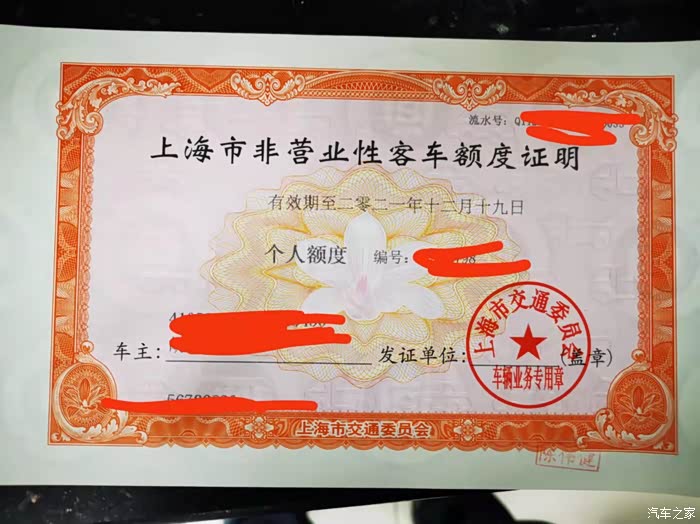 流水号：Q
上海市非营业性客车额度证明
有效期至二零二一年十二月十九日
个人额度 编号：
车主： 发证单位： (盖章)
上海市交通委员会
车辆业务专用章
上海市交通委员会
汽车之家